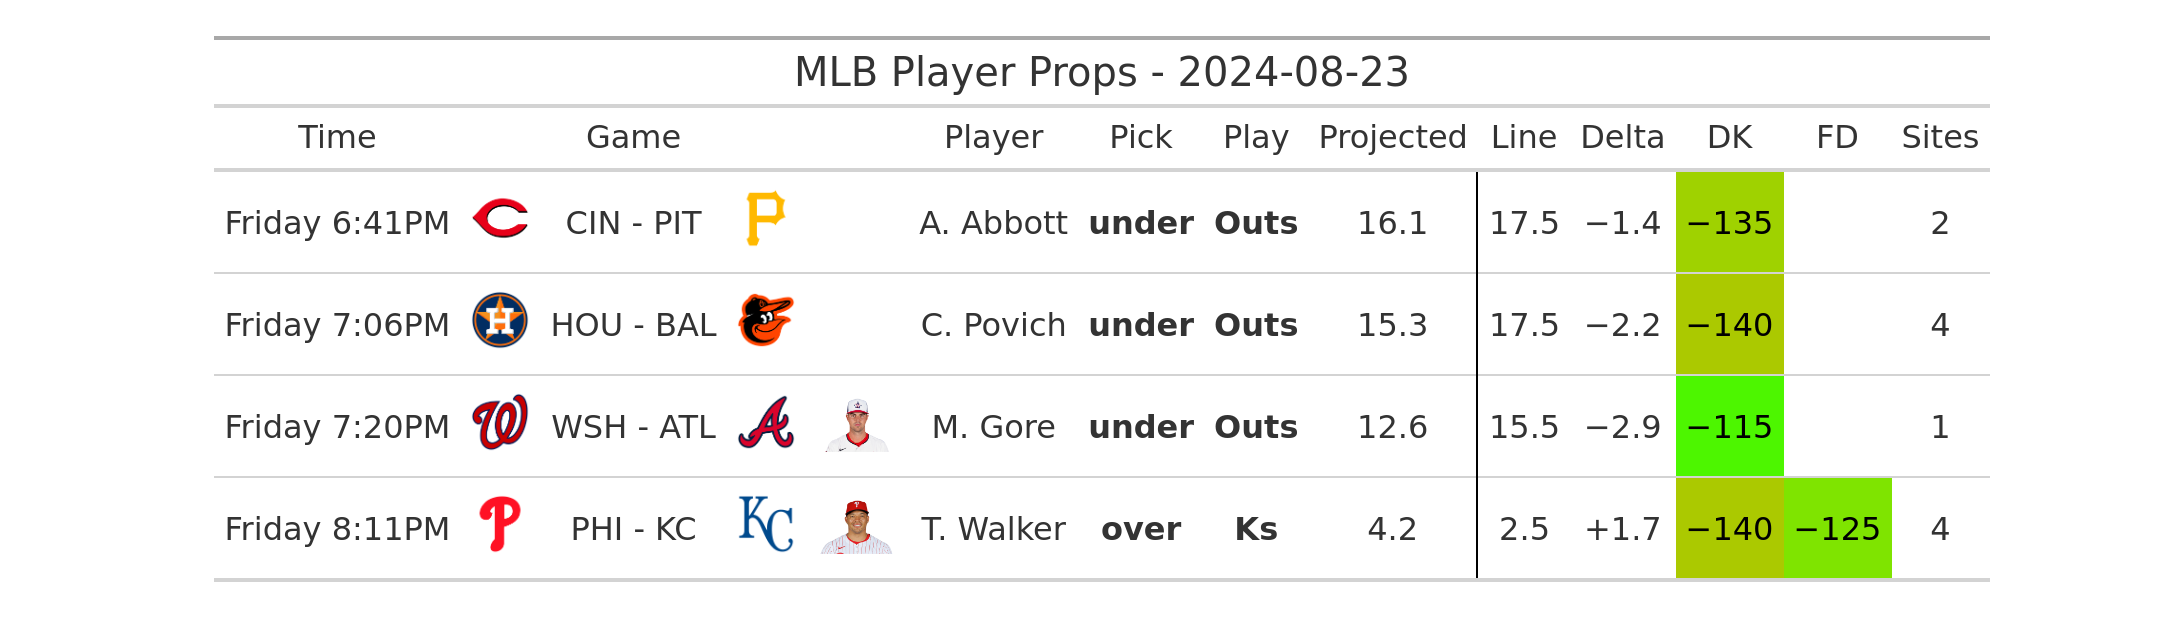 MLB Player Props - 2024-08-23
Time Game Player Pick Play Projected Line Delta DK FD Sites
Friday 6:41PM C CIN - PIT P A. Abbott under Outs 16.1 17.5 −1.4 −135 2
Friday 7:06PM H HOU - BAL C. Povich under Outs 15.3 17.5 −2.2 −140 4
Friday 7:20PM W WSH - ATL A M. Gore under Outs 12.6 15.5 −2.9 −115 1
Friday 8:11PM P PHI - KC KC T. Walker over Ks 4.2 2.5 +1.7 −140 −125 4